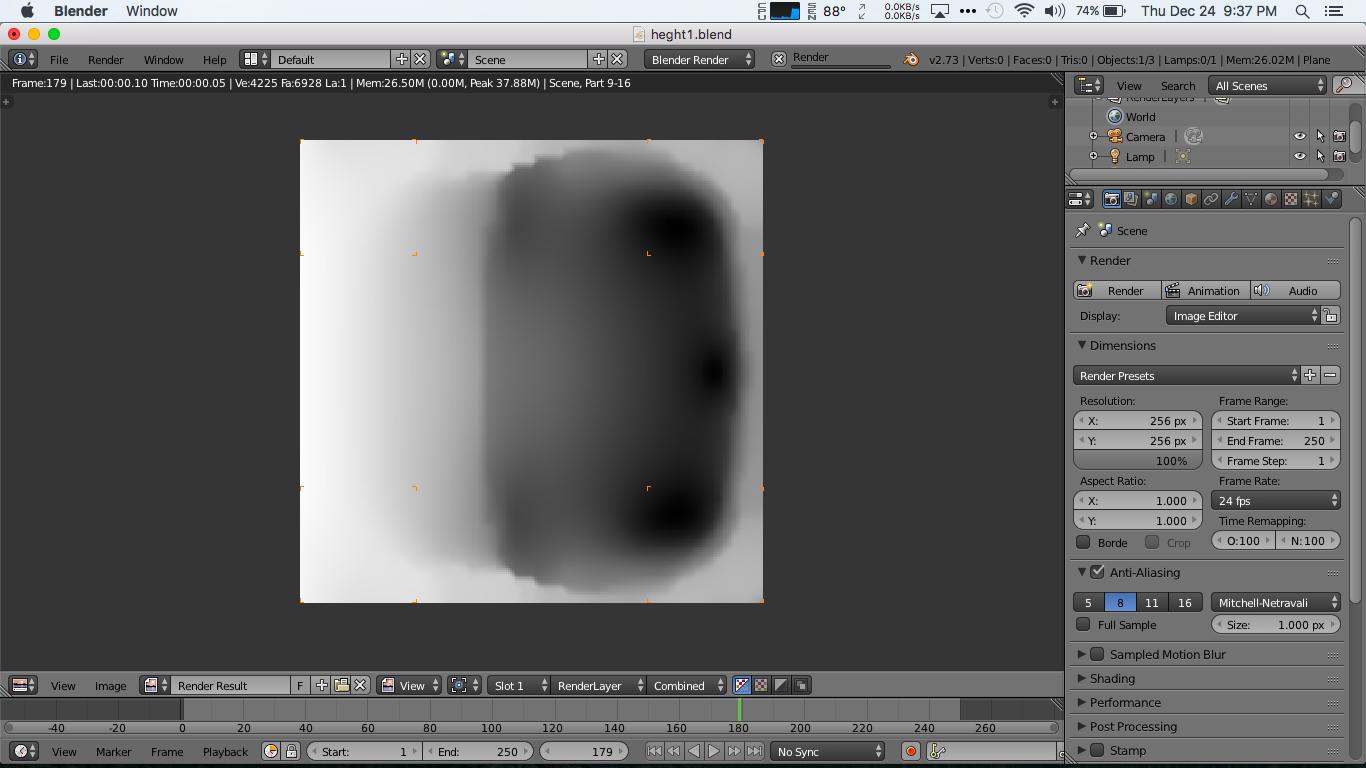 Blender Window
CPU SEN 88° 0.0KB/s 0.0KB/s 74% Thu Dec 24 9:37 PM
heght1.blend
File Render Window Help Default Scene Blender Render Render v2.73 | Verts:0 | Faces:0 | Tris:0 | Objects:1/3 | Lamps:0/1 | Mem:26.02M | Plane
Frame:179 | Last:00:00.10 Time:00:00.05 | Ve:4225 Fa:6928 La:1 | Mem:26.50M (0.00M, Peak 37.88M) | Scene, Part 9-16
View Search All Scenes
RenderLayers |
World
Camera |
Lamp |
Scene
Render
Render Animation Audio
Display: Image Editor
Dimensions
Render Presets
Resolution: Frame Range:
X: 256 px Start Frame: 1
Y: 256 px End Frame: 250
100% Frame Step: 1
Aspect Ratio: Frame Rate:
X: 1.000 24 fps
Y: 1.000 Time Remapping:
Borde Crop O:100 N:100
Anti-Aliasing
5 8 11 16 Mitchell-Netravali
Full Sample Size: 1.000 px
Sampled Motion Blur
Shading
Performance
Post Processing
Stamp
View Image Render Result F View Slot 1 RenderLayer Combined
-40 -20 0 20 40 60 80 100 120 140 160 180 200 220 240 260
View Marker Frame Playback Start: 1 End: 250 179 No Sync